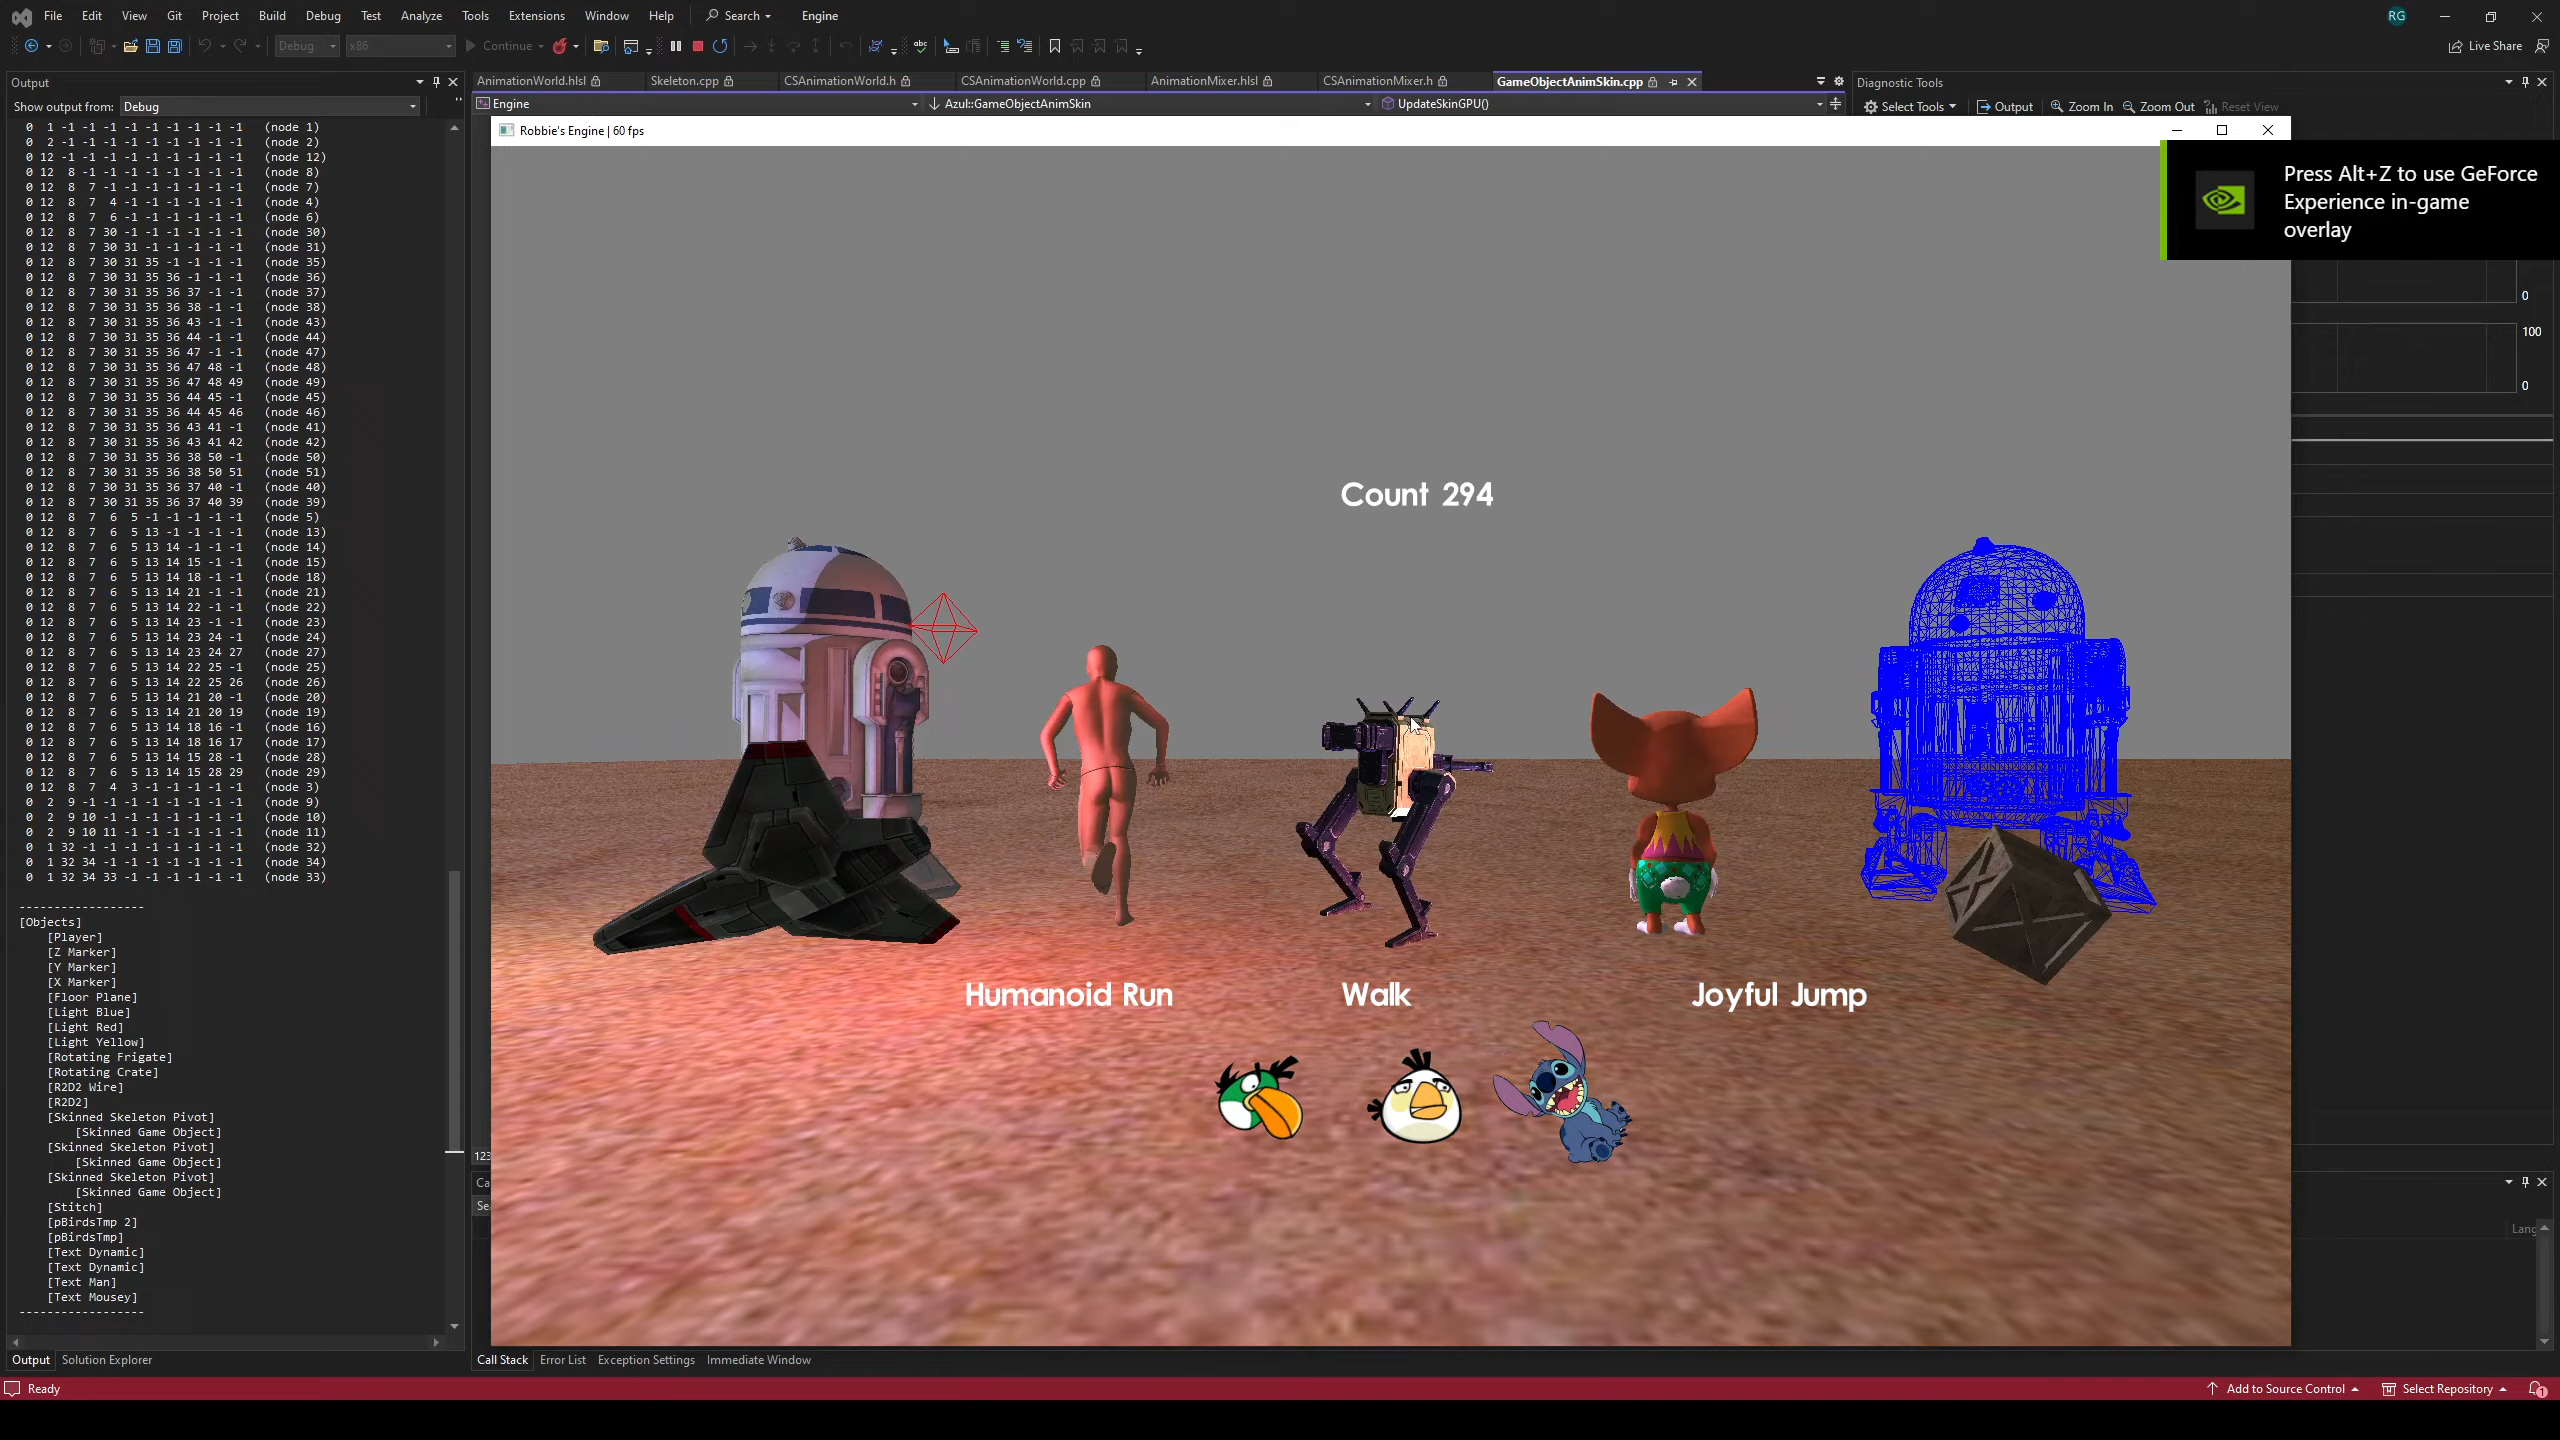 File Edit View Git Project Build Debug Test Analyze Tools Extensions Window Help Search Engine RG
Debug x86 Continue Live Share
Output
Show output from: Debug
0 1 -1 -1 -1 -1 -1 -1 -1 -1 -1 (node 1)
0 2 -1 -1 -1 -1 -1 -1 -1 -1 -1 (node 2)
0 12 -1 -1 -1 -1 -1 -1 -1 -1 -1 (node 12)
0 12 8 -1 -1 -1 -1 -1 -1 -1 -1 (node 8)
0 12 8 7 -1 -1 -1 -1 -1 -1 -1 (node 7)
0 12 8 7 4 -1 -1 -1 -1 -1 -1 (node 4)
0 12 8 7 6 -1 -1 -1 -1 -1 -1 (node 6)
0 12 8 7 30 -1 -1 -1 -1 -1 -1 (node 30)
0 12 8 7 30 31 -1 -1 -1 -1 -1 (node 31)
0 12 8 7 30 31 35 -1 -1 -1 -1 (node 35)
0 12 8 7 30 31 35 36 -1 -1 -1 (node 36)
0 12 8 7 30 31 35 36 37 -1 -1 (node 37)
0 12 8 7 30 31 35 36 38 -1 -1 (node 38)
0 12 8 7 30 31 35 36 43 -1 -1 (node 43)
0 12 8 7 30 31 35 36 44 -1 -1 (node 44)
0 12 8 7 30 31 35 36 47 -1 -1 (node 47)
0 12 8 7 30 31 35 36 47 48 -1 (node 48)
0 12 8 7 30 31 35 36 47 48 49 (node 49)
0 12 8 7 30 31 35 36 44 45 -1 (node 45)
0 12 8 7 30 31 35 36 44 45 46 (node 46)
0 12 8 7 30 31 35 36 43 41 -1 (node 41)
0 12 8 7 30 31 35 36 43 41 42 (node 42)
0 12 8 7 30 31 35 36 38 50 -1 (node 50)
0 12 8 7 30 31 35 36 38 50 51 (node 51)
0 12 8 7 30 31 35 36 37 40 -1 (node 40)
0 12 8 7 30 31 35 36 37 40 39 (node 39)
0 12 8 7 6 5 -1 -1 -1 -1 -1 (node 5)
0 12 8 7 6 5 13 -1 -1 -1 -1 (node 13)
0 12 8 7 6 5 13 14 -1 -1 -1 (node 14)
0 12 8 7 6 5 13 14 15 -1 -1 (node 15)
0 12 8 7 6 5 13 14 18 -1 -1 (node 18)
0 12 8 7 6 5 13 14 21 -1 -1 (node 21)
0 12 8 7 6 5 13 14 22 -1 -1 (node 22)
0 12 8 7 6 5 13 14 23 -1 -1 (node 23)
0 12 8 7 6 5 13 14 23 24 -1 (node 24)
0 12 8 7 6 5 13 14 23 24 27 (node 27)
0 12 8 7 6 5 13 14 22 25 -1 (node 25)
0 12 8 7 6 5 13 14 22 25 26 (node 26)
0 12 8 7 6 5 13 14 21 20 -1 (node 20)
0 12 8 7 6 5 13 14 21 20 19 (node 19)
0 12 8 7 6 5 13 14 18 16 -1 (node 16)
0 12 8 7 6 5 13 14 18 16 17 (node 17)
0 12 8 7 6 5 13 14 15 28 -1 (node 28)
0 12 8 7 6 5 13 14 15 28 29 (node 29)
0 12 8 7 4 3 -1 -1 -1 -1 -1 (node 3)
0 2 9 -1 -1 -1 -1 -1 -1 -1 -1 (node 9)
0 2 9 10 -1 -1 -1 -1 -1 -1 -1 (node 10)
0 2 9 10 11 -1 -1 -1 -1 -1 -1 (node 11)
0 1 32 -1 -1 -1 -1 -1 -1 -1 -1 (node 32)
0 1 32 34 -1 -1 -1 -1 -1 -1 -1 (node 34)
0 1 32 34 33 -1 -1 -1 -1 -1 -1 (node 33)
------------------
[Objects]
[Player]
[Z Marker]
[Y Marker]
[X Marker]
[Floor Plane]
[Light Blue]
[Light Red]
[Light Yellow]
[Rotating Frigate]
[Rotating Crate]
[R2D2 Wire]
[R2D2]
[Skinned Skeleton Pivot]
[Skinned Game Object]
[Skinned Skeleton Pivot]
[Skinned Game Object]
[Skinned Skeleton Pivot]
[Skinned Game Object]
[Stitch]
[pBirdsTmp 2]
[pBirdsTmp]
[Text Dynamic]
[Text Dynamic]
[Text Man]
[Text Mousey]
------------------
Output Solution Explorer
AnimationWorld.hlsl Skeleton.cpp CSAnimationWorld.h CSAnimationWorld.cpp AnimationMixer.hlsl CSAnimationMixer.h GameObjectAnimSkin.cpp
Engine Azul::GameObjectAnimSkin UpdateSkinGPU()
Robbie's Engine | 60 fps
Count 294
Humanoid Run Walk Joyful Jump
123
Ca
Se
Call Stack Error List Exception Settings Immediate Window
Diagnostic Tools
Select Tools Output Zoom In Zoom Out Reset View
Press Alt+Z to use GeForce
Experience in-game
overlay
0
100
0
Lang
Ready Add to Source Control Select Repository 1